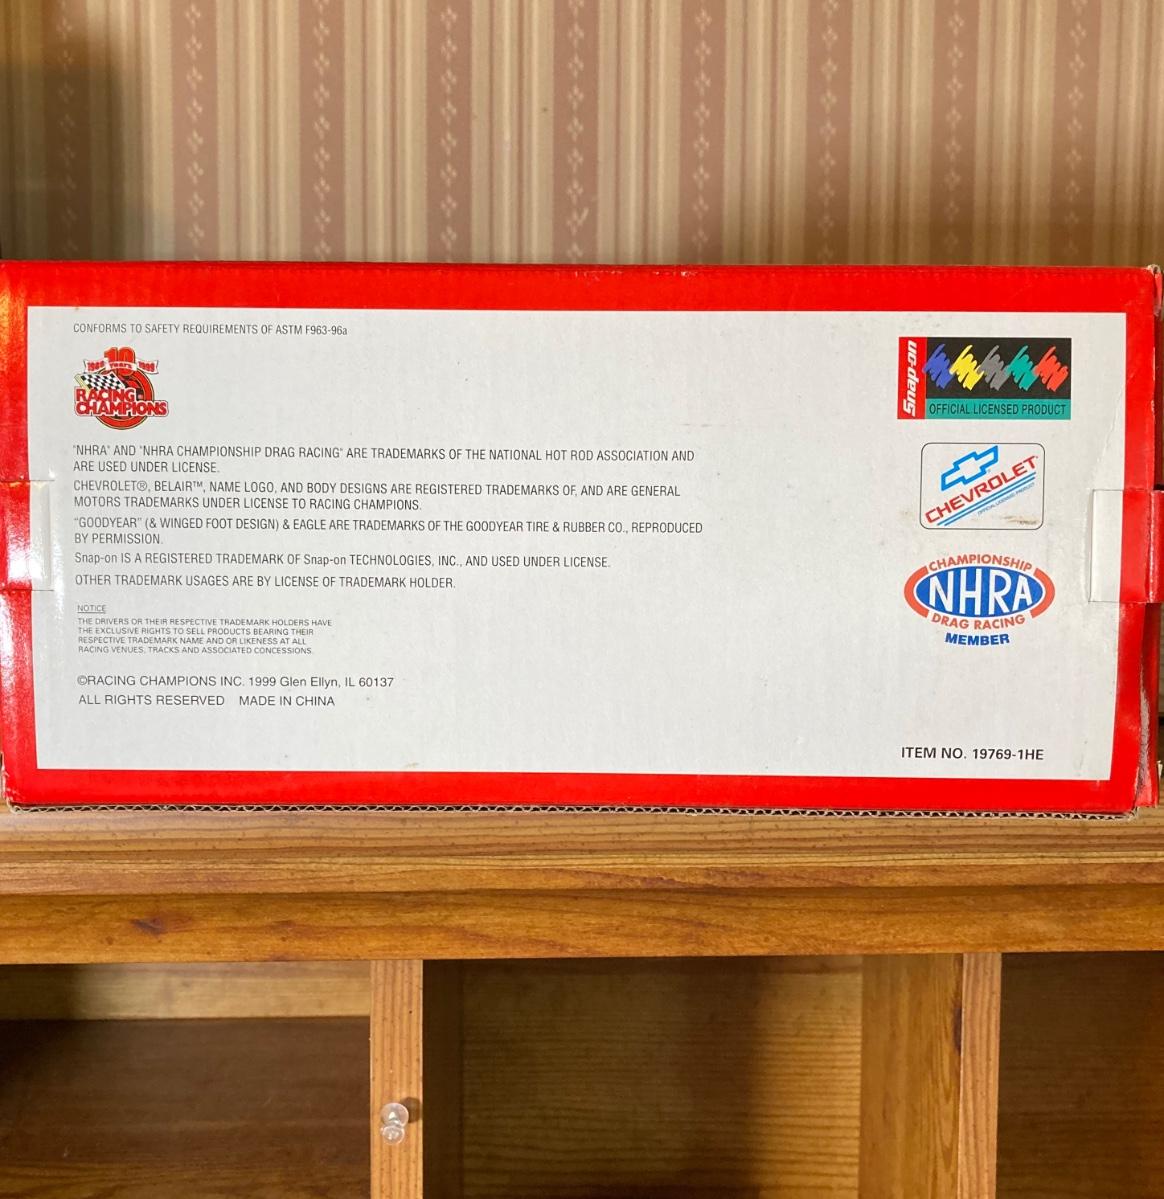 CONFORMS TO SAFETY REQUIREMENTS OF ASTM F963-96a
10
1989 YEARS 1999
RACING
CHAMPIONS
Snap-on
OFFICIAL LICENSED PRODUCT
"NHRA" AND "NHRA CHAMPIONSHIP DRAG RACING" ARE TRADEMARKS OF THE NATIONAL HOT ROD ASSOCIATION AND
ARE USED UNDER LICENSE.
CHEVROLET®, BELAIR™, NAME LOGO, AND BODY DESIGNS ARE REGISTERED TRADEMARKS OF, AND ARE GENERAL
MOTORS TRADEMARKS UNDER LICENSE TO RACING CHAMPIONS.
CHEVROLET
OFFICIAL LICENSED PRODUCT
"GOODYEAR" (& WINGED FOOT DESIGN) & EAGLE ARE TRADEMARKS OF THE GOODYEAR TIRE & RUBBER CO., REPRODUCED
BY PERMISSION.
Snap-on IS A REGISTERED TRADEMARK OF Snap-on TECHNOLOGIES, INC., AND USED UNDER LICENSE.
OTHER TRADEMARK USAGES ARE BY LICENSE OF TRADEMARK HOLDER.
CHAMPIONSHIP
NHRA
DRAG RACING
MEMBER
NOTICE
THE DRIVERS OR THEIR RESPECTIVE TRADEMARK HOLDERS HAVE
THE EXCLUSIVE RIGHTS TO SELL PRODUCTS BEARING THEIR
RESPECTIVE TRADEMARK NAME AND OR LIKENESS AT ALL
RACING VENUES, TRACKS AND ASSOCIATED CONCESSIONS.
©RACING CHAMPIONS INC. 1999 Glen Ellyn, IL 60137
ALL RIGHTS RESERVED MADE IN CHINA
ITEM NO. 19769-1HE